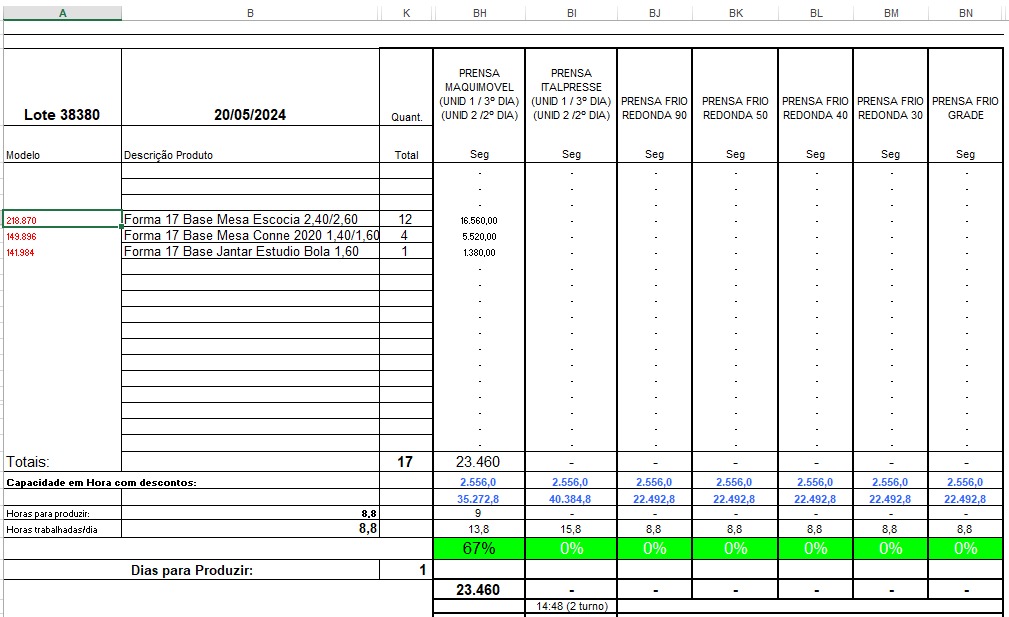 A B K BH BI BJ BK BL BM BN
PRENSA PRENSA
MAQUIMOVEL ITALPRESSE
(UNID 1 / 3º DIA) (UNID 1 / 3º DIA) PRENSA FRIO PRENSA FRIO PRENSA FRIO PRENSA FRIO PRENSA FRIO
Lote 38380 20/05/2024 Quant. (UNID 2 /2º DIA) (UNID 2 /2º DIA) REDONDA 90 REDONDA 50 REDONDA 40 REDONDA 30 GRADE
Modelo Descrição Produto Total Seg Seg Seg Seg Seg Seg Seg
- - - - - - -
- - - - - - -
- - - - - - -
218.870 Forma 17 Base Mesa Escocia 2,40/2,60 12 16.560,00 - - - - - -
149.896 Forma 17 Base Mesa Conne 2020 1,40/1,60 4 5.520,00 - - - - - -
141.984 Forma 17 Base Jantar Estudio Bola 1,60 1 1.380,00 - - - - - -
- - - - - - -
- - - - - - -
- - - - - - -
- - - - - - -
- - - - - - -
- - - - - - -
- - - - - - -
- - - - - - -
- - - - - - -
- - - - - - -
- - - - - - -
- - - - - - -
Totais: 17 23.460 - - - - - -
Capacidade em Hora com descontos: 2.556,0 2.556,0 2.556,0 2.556,0 2.556,0 2.556,0 2.556,0
35.272,8 40.384,8 22.492,8 22.492,8 22.492,8 22.492,8 22.492,8
Horas para produzir: 8,8 9 - - - - - -
Horas trabalhadas/dia 8,8 13,8 15,8 8,8 8,8 8,8 8,8 8,8
67% 0% 0% 0% 0% 0% 0%
Dias para Produzir: 1
23.460 - - - - - -
14:48 (2 turno)